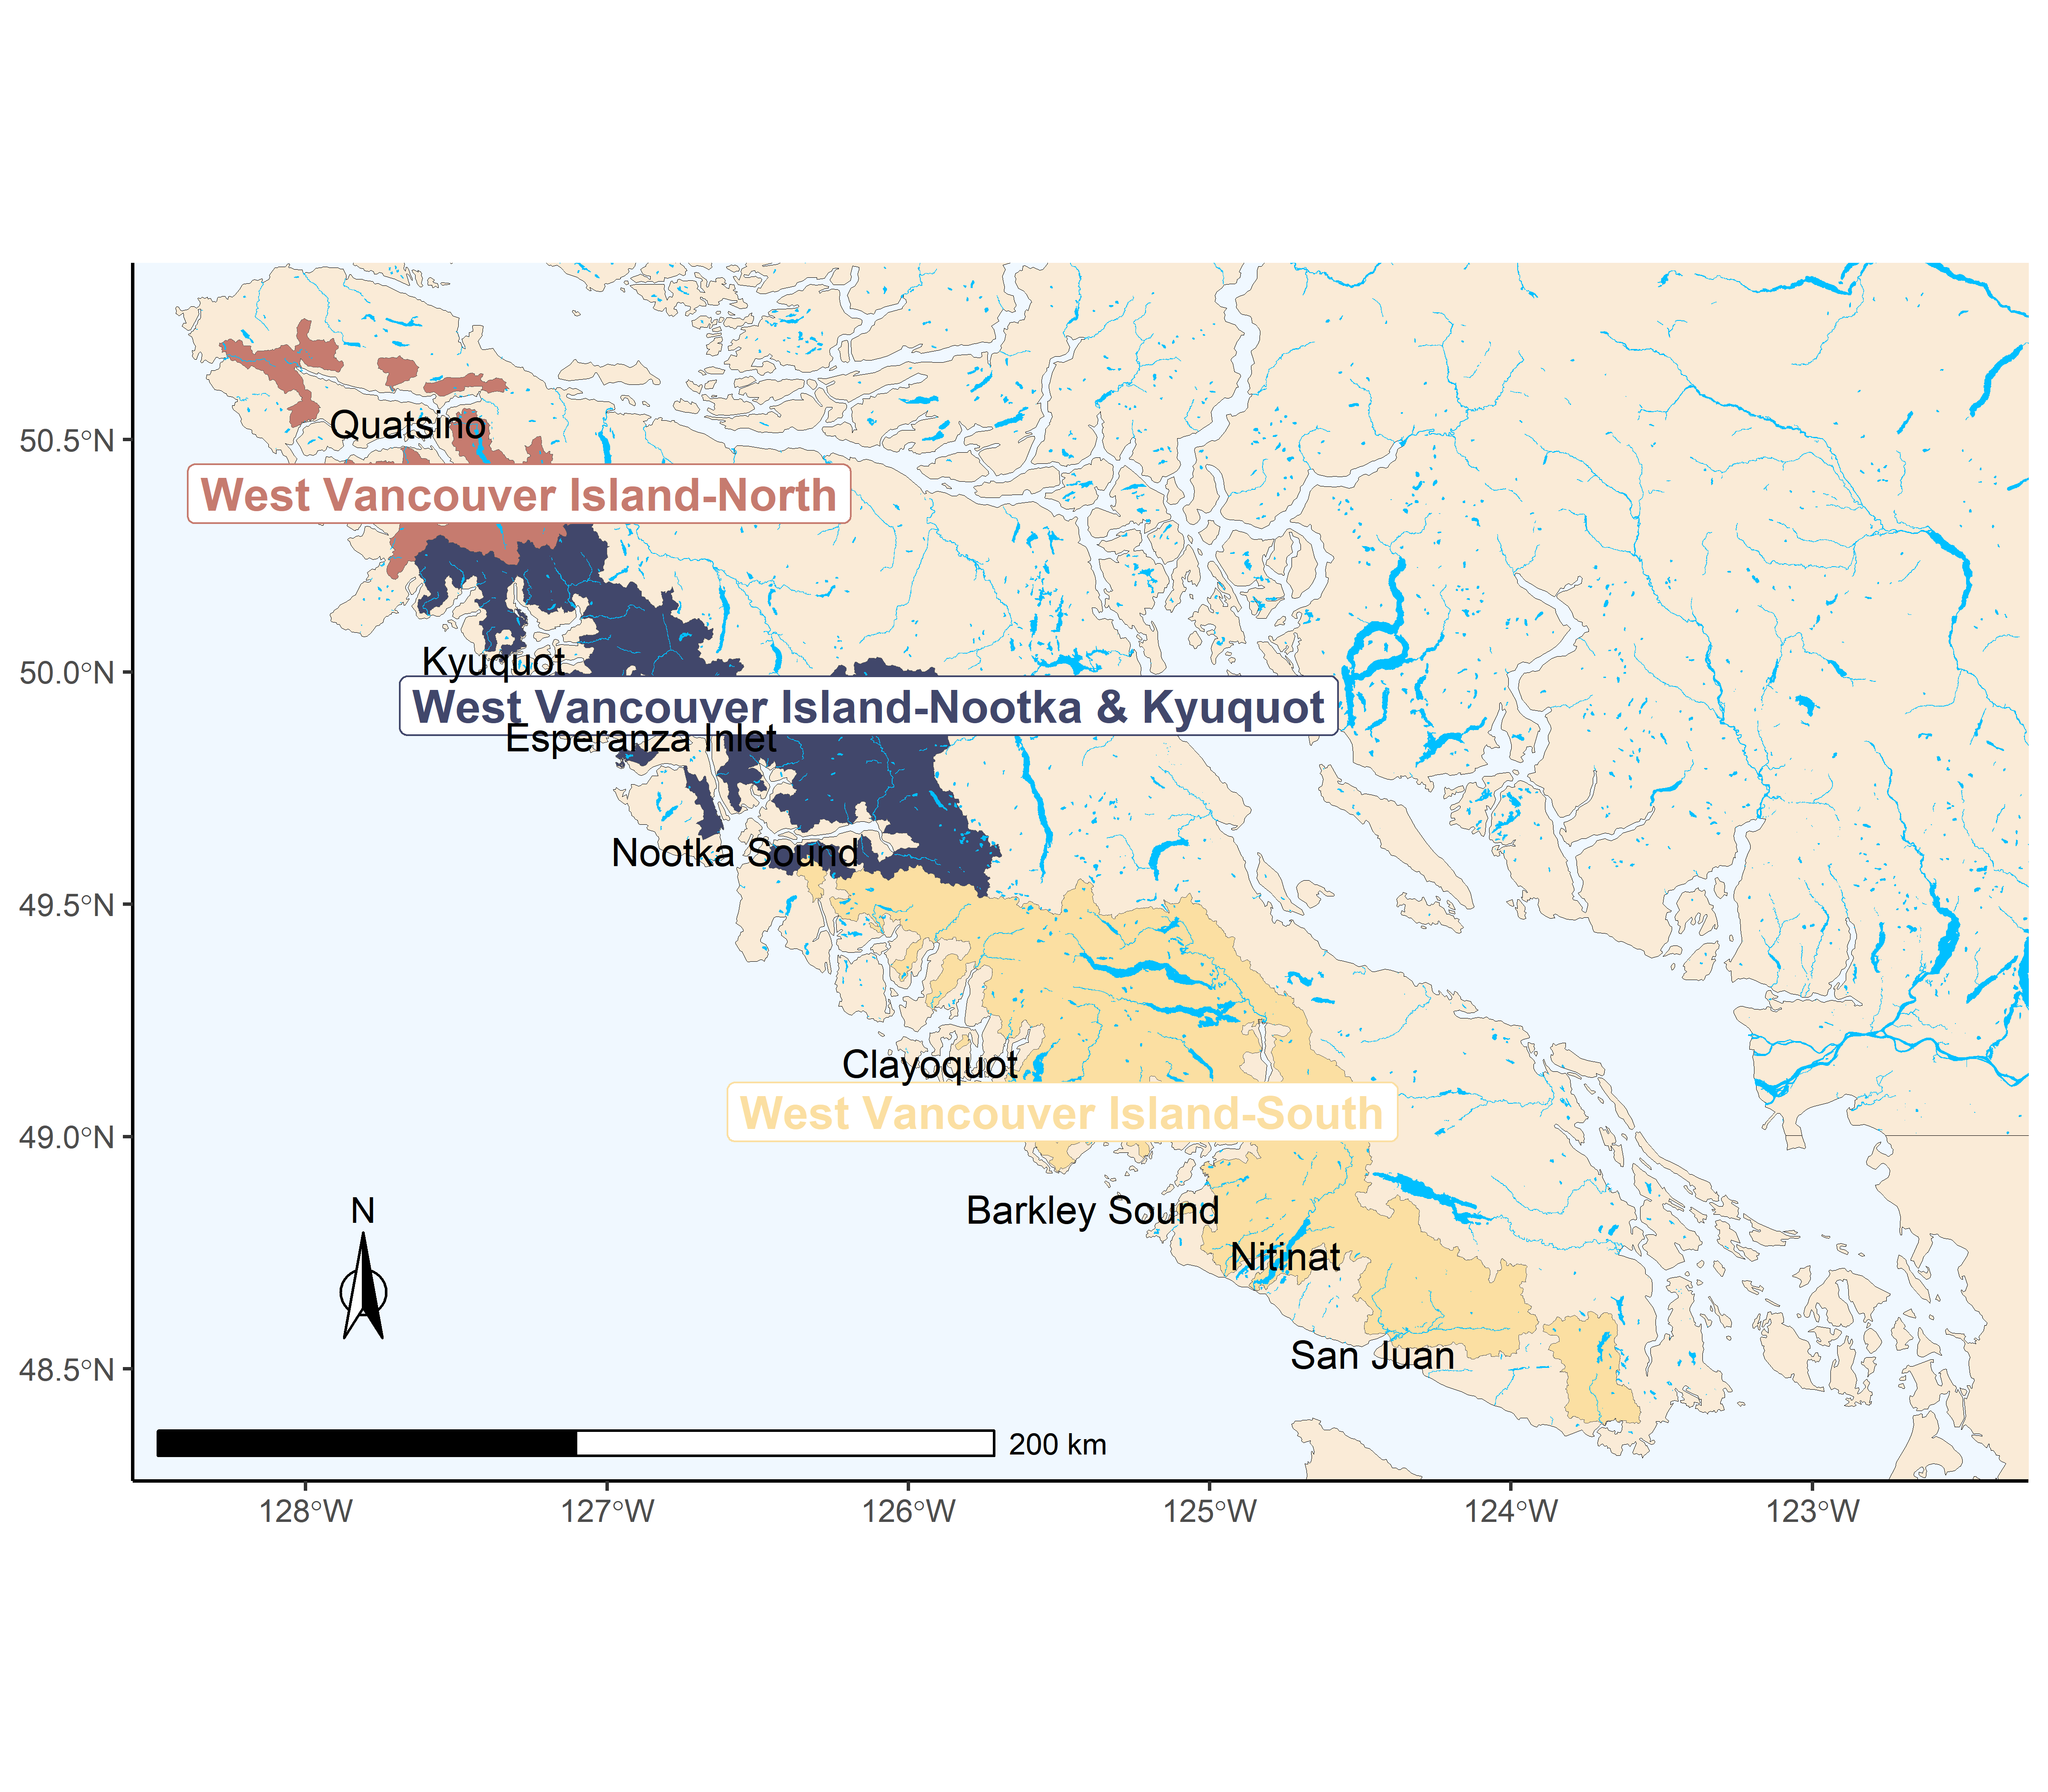 Quatsino
West Vancouver Island-North
Kyuquot
West Vancouver Island-Nootka & Kyuquot
Esperanza Inlet
Nootka Sound
Clayoquot
West Vancouver Island-South
Barkley Sound
Nitinat
San Juan
N
200 km
50.5°N
50.0°N
49.5°N
49.0°N
48.5°N
128°W
127°W
126°W
125°W
124°W
123°W